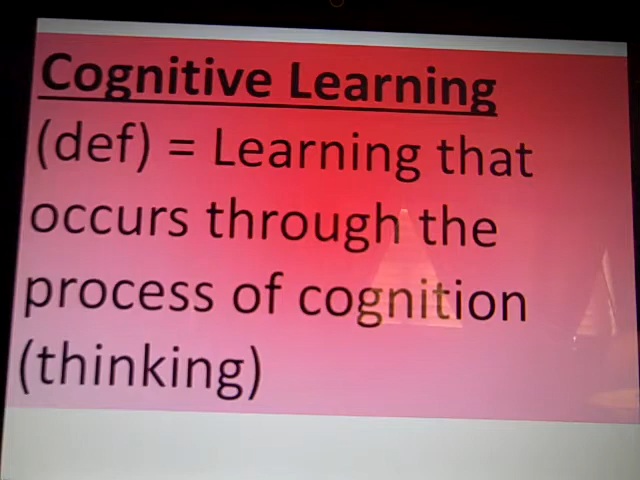 Cognitive Learning
(def) = Learning that
occurs through the
process of cognition
(thinking)